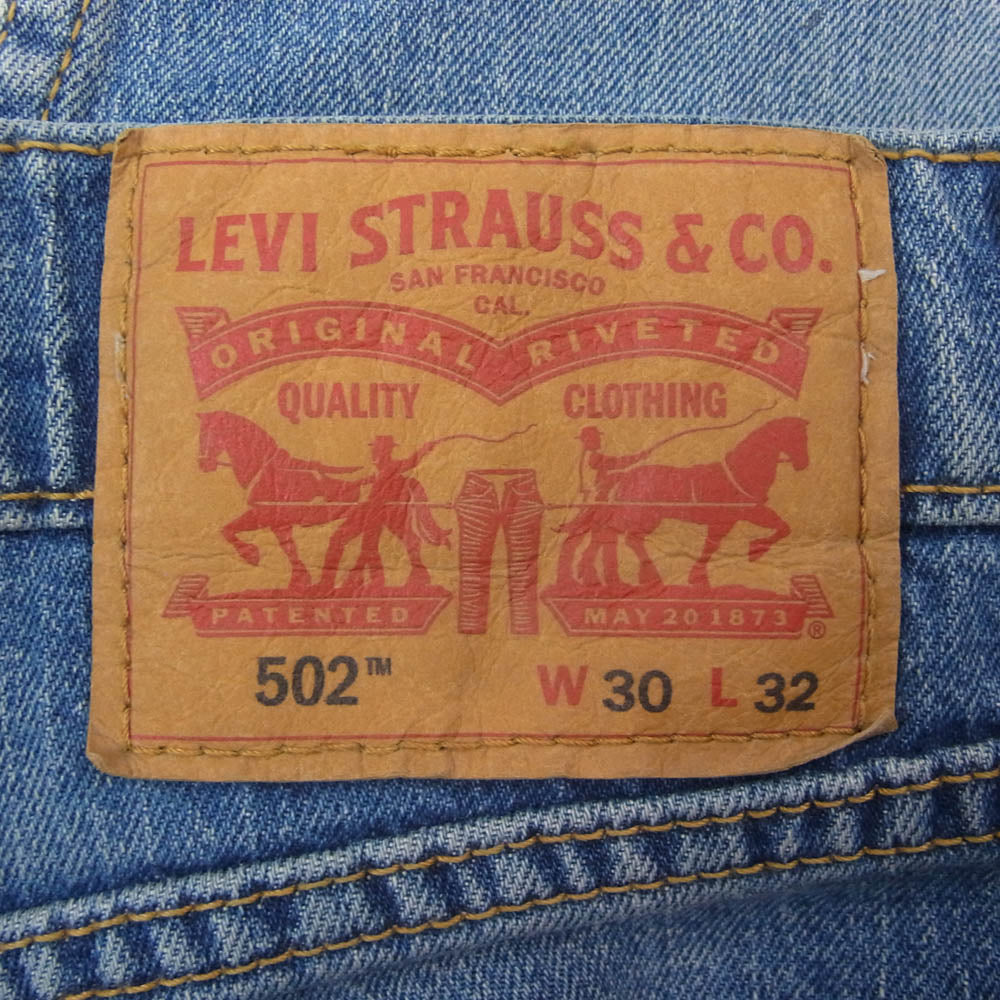 LEVI STRAUSS & CO.
SAN FRANCISCO
CAL.
ORIGINAL RIVETED
QUALITY CLOTHING
PATENTED MAY 20 1873 ®
502™ W 30 L 32